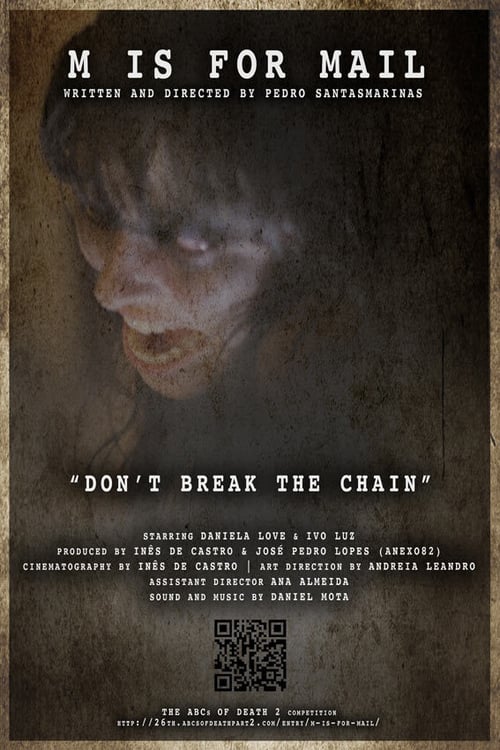 M IS FOR MAIL
WRITTEN AND DIRECTED BY PEDRO SANTASMARINAS
“DON’T BREAK THE CHAIN”
STARRING DANIELA LOVE & IVO LUZ
PRODUCED BY INÊS DE CASTRO & JOSÉ PEDRO LOPES (ANEXO82)
CINEMATOGRAPHY BY INÊS DE CASTRO | ART DIRECTION BY ANDREIA LEANDRO
ASSISTANT DIRECTOR ANA ALMEIDA
SOUND AND MUSIC BY DANIEL MOTA
THE ABCs OF DEATH 2 COMPETITION
HTTP://26TH.ABCSOFDEATHPART2.COM/ENTRY/M-IS-FOR-MAIL/